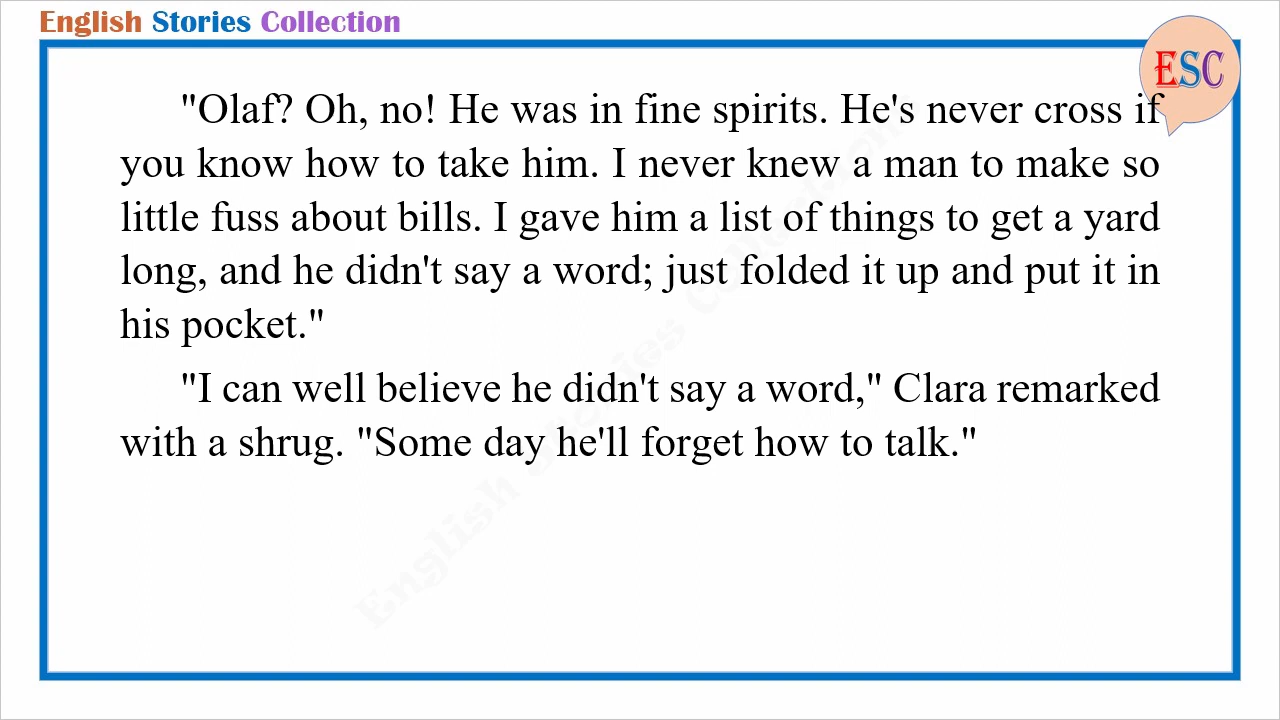 English Stories Collection
ESC
"Olaf? Oh, no! He was in fine spirits. He's never cross if
you know how to take him. I never knew a man to make so
little fuss about bills. I gave him a list of things to get a yard
long, and he didn't say a word; just folded it up and put it in
his pocket."
"I can well believe he didn't say a word," Clara remarked
with a shrug. "Some day he'll forget how to talk."